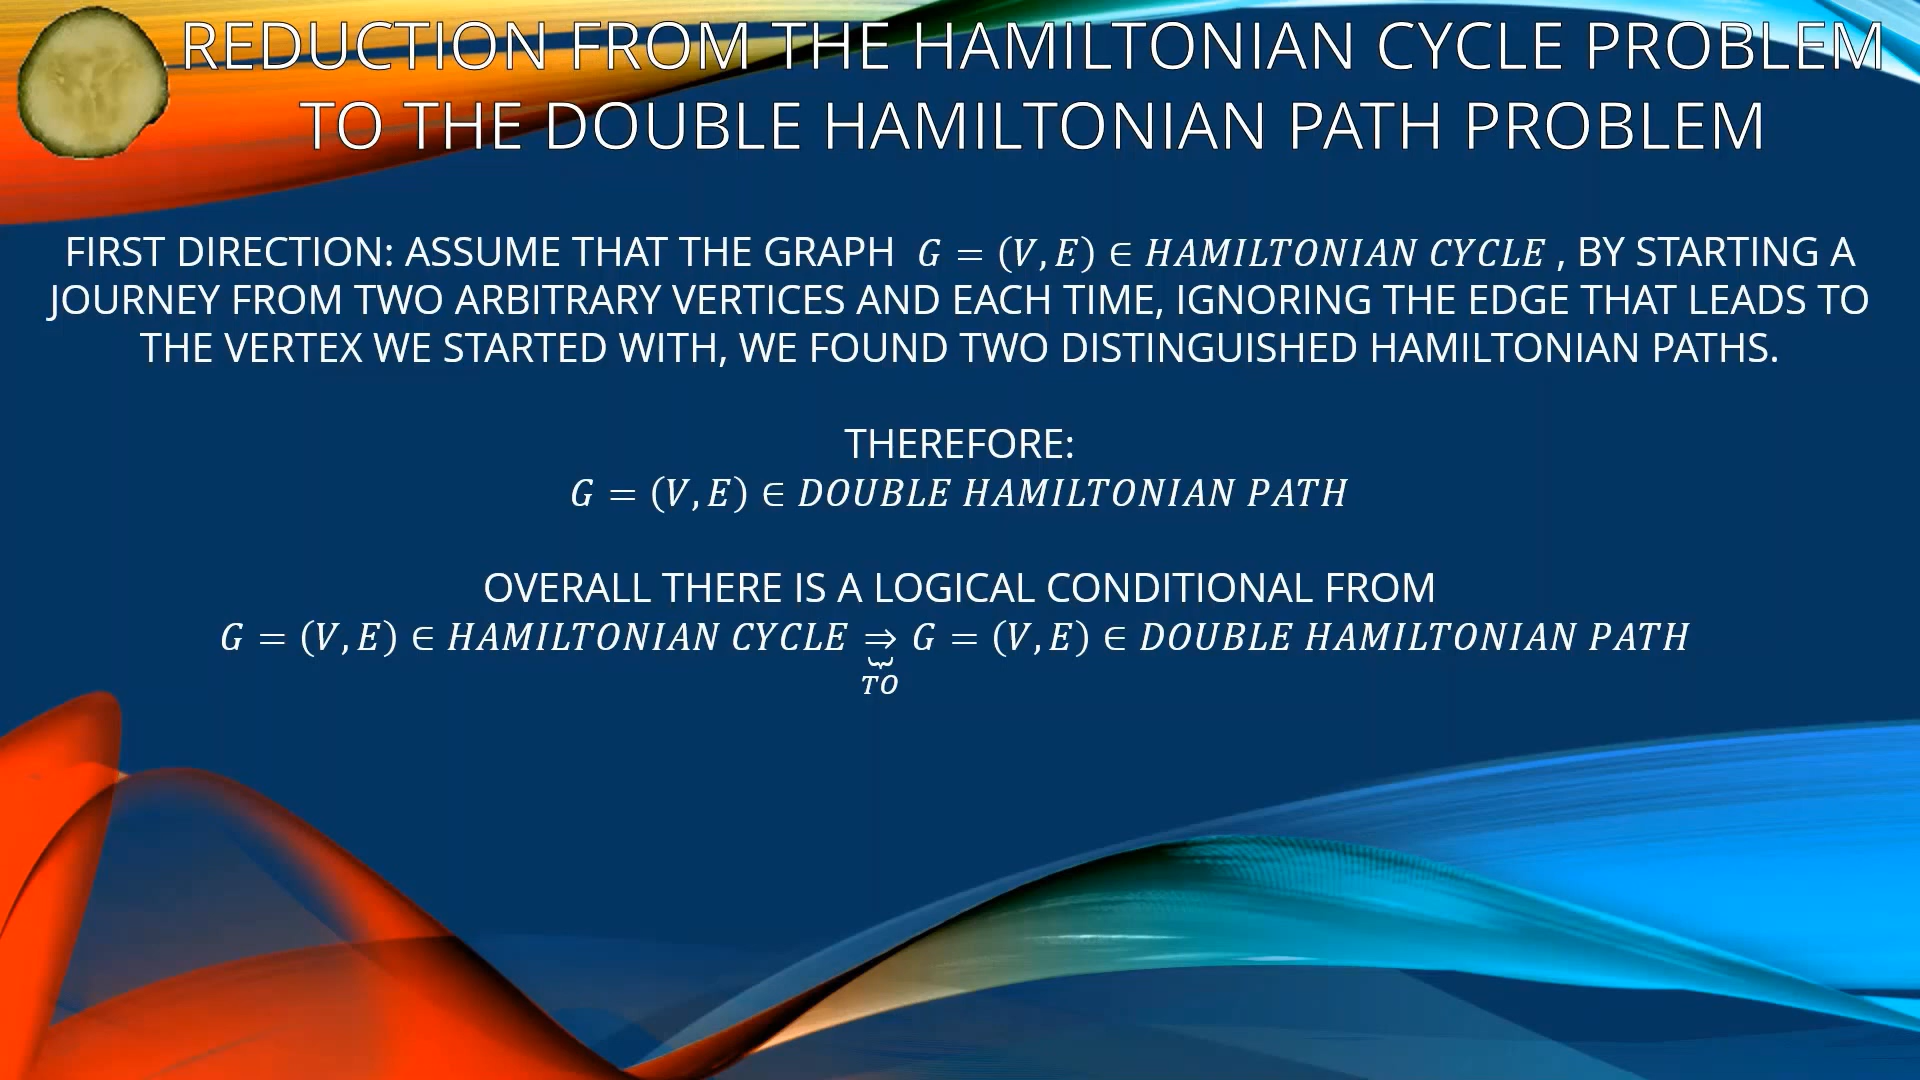 REDUCTION FROM THE HAMILTONIAN CYCLE PROBLEM
TO THE DOUBLE HAMILTONIAN PATH PROBLEM
FIRST DIRECTION: ASSUME THAT THE GRAPH G = (V, E) ∈ HAMILTONIAN CYCLE , BY STARTING A
JOURNEY FROM TWO ARBITRARY VERTICES AND EACH TIME, IGNORING THE EDGE THAT LEADS TO
THE VERTEX WE STARTED WITH, WE FOUND TWO DISTINGUISHED HAMILTONIAN PATHS.
THEREFORE:
G = (V, E) ∈ DOUBLE HAMILTONIAN PATH
OVERALL THERE IS A LOGICAL CONDITIONAL FROM
G = (V, E) ∈ HAMILTONIAN CYCLE ⇒ G = (V, E) ∈ DOUBLE HAMILTONIAN PATH
TO